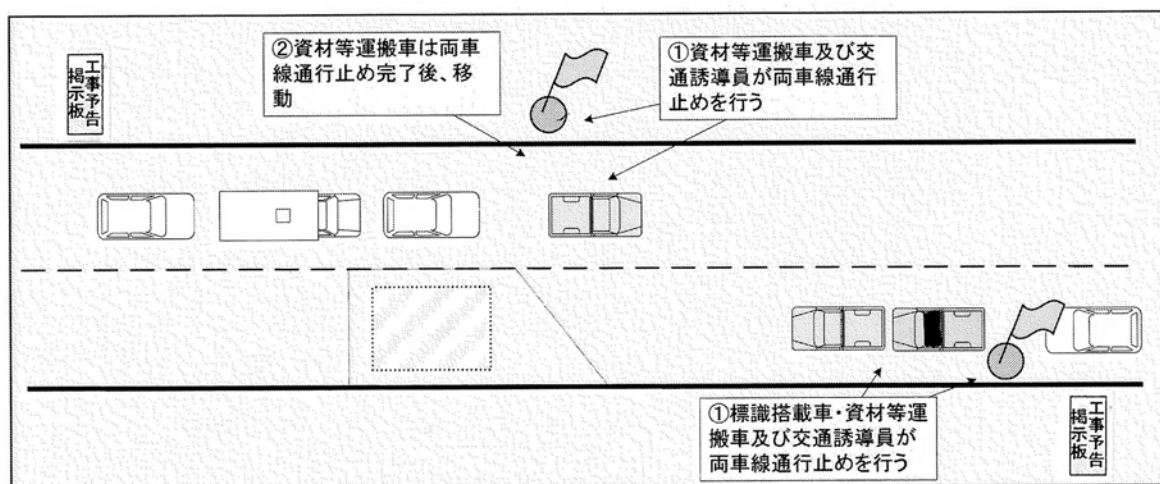 工事予告
掲示板
②資材等運搬車は両車
線通行止め完了後、移
動
①資材等運搬車及び交
通誘導員が両車線通行
止めを行う
①標識搭載車・資材等運
搬車及び交通誘導員が
両車線通行止めを行う
工事予告
掲示板